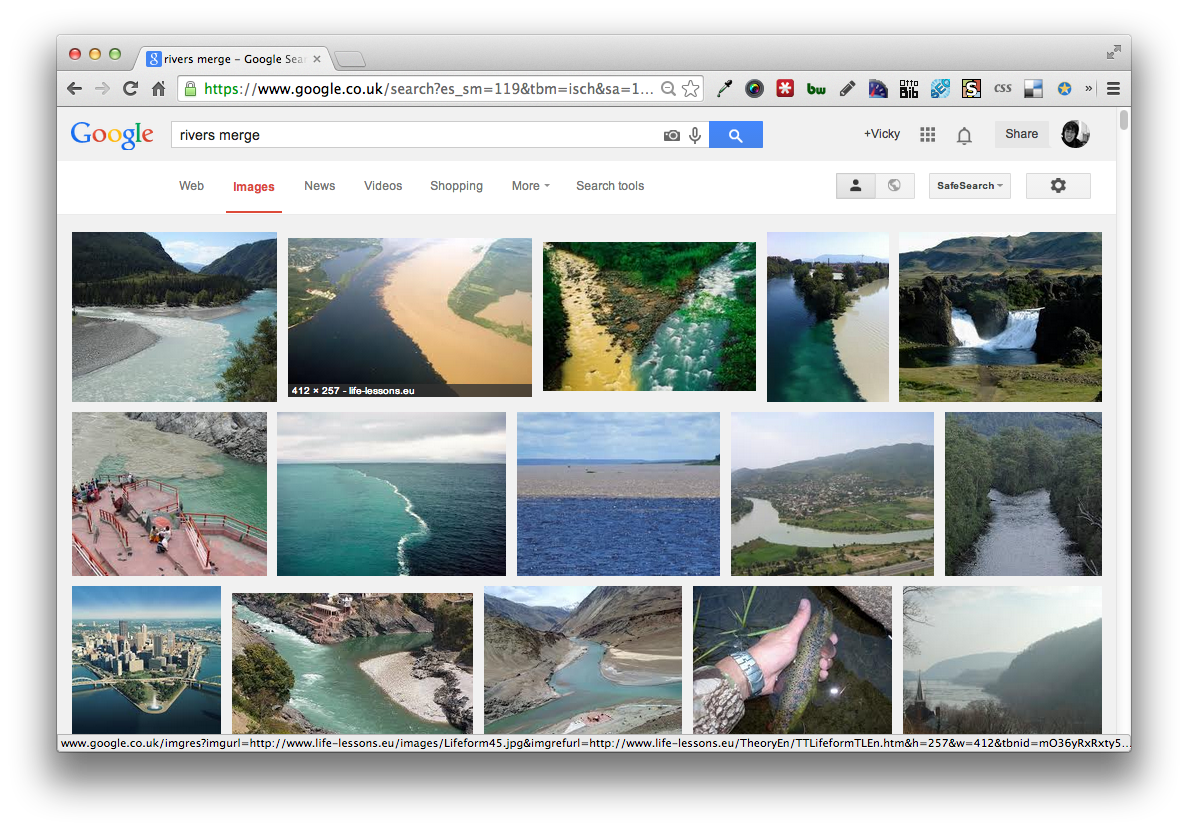 rivers merge – Google Sea
https://www.google.co.uk/search?es_sm=119&tbm=isch&sa=1...
bw
Otto
BIB
S
CSS
»
Google
rivers merge
+Vicky
Share
Web
Images
News
Videos
Shopping
More
Search tools
SafeSearch
412 × 257 - life-lessons.eu
www.google.co.uk/imgres?imgurl=http://www.life-lessons.eu/images/Lifeform45.jpg&imgrefurl=http://www.life-lessons.eu/TheoryEn/TTLifeformTLEn.htm&h=257&w=412&tbnid=mO36yRxRxty5...